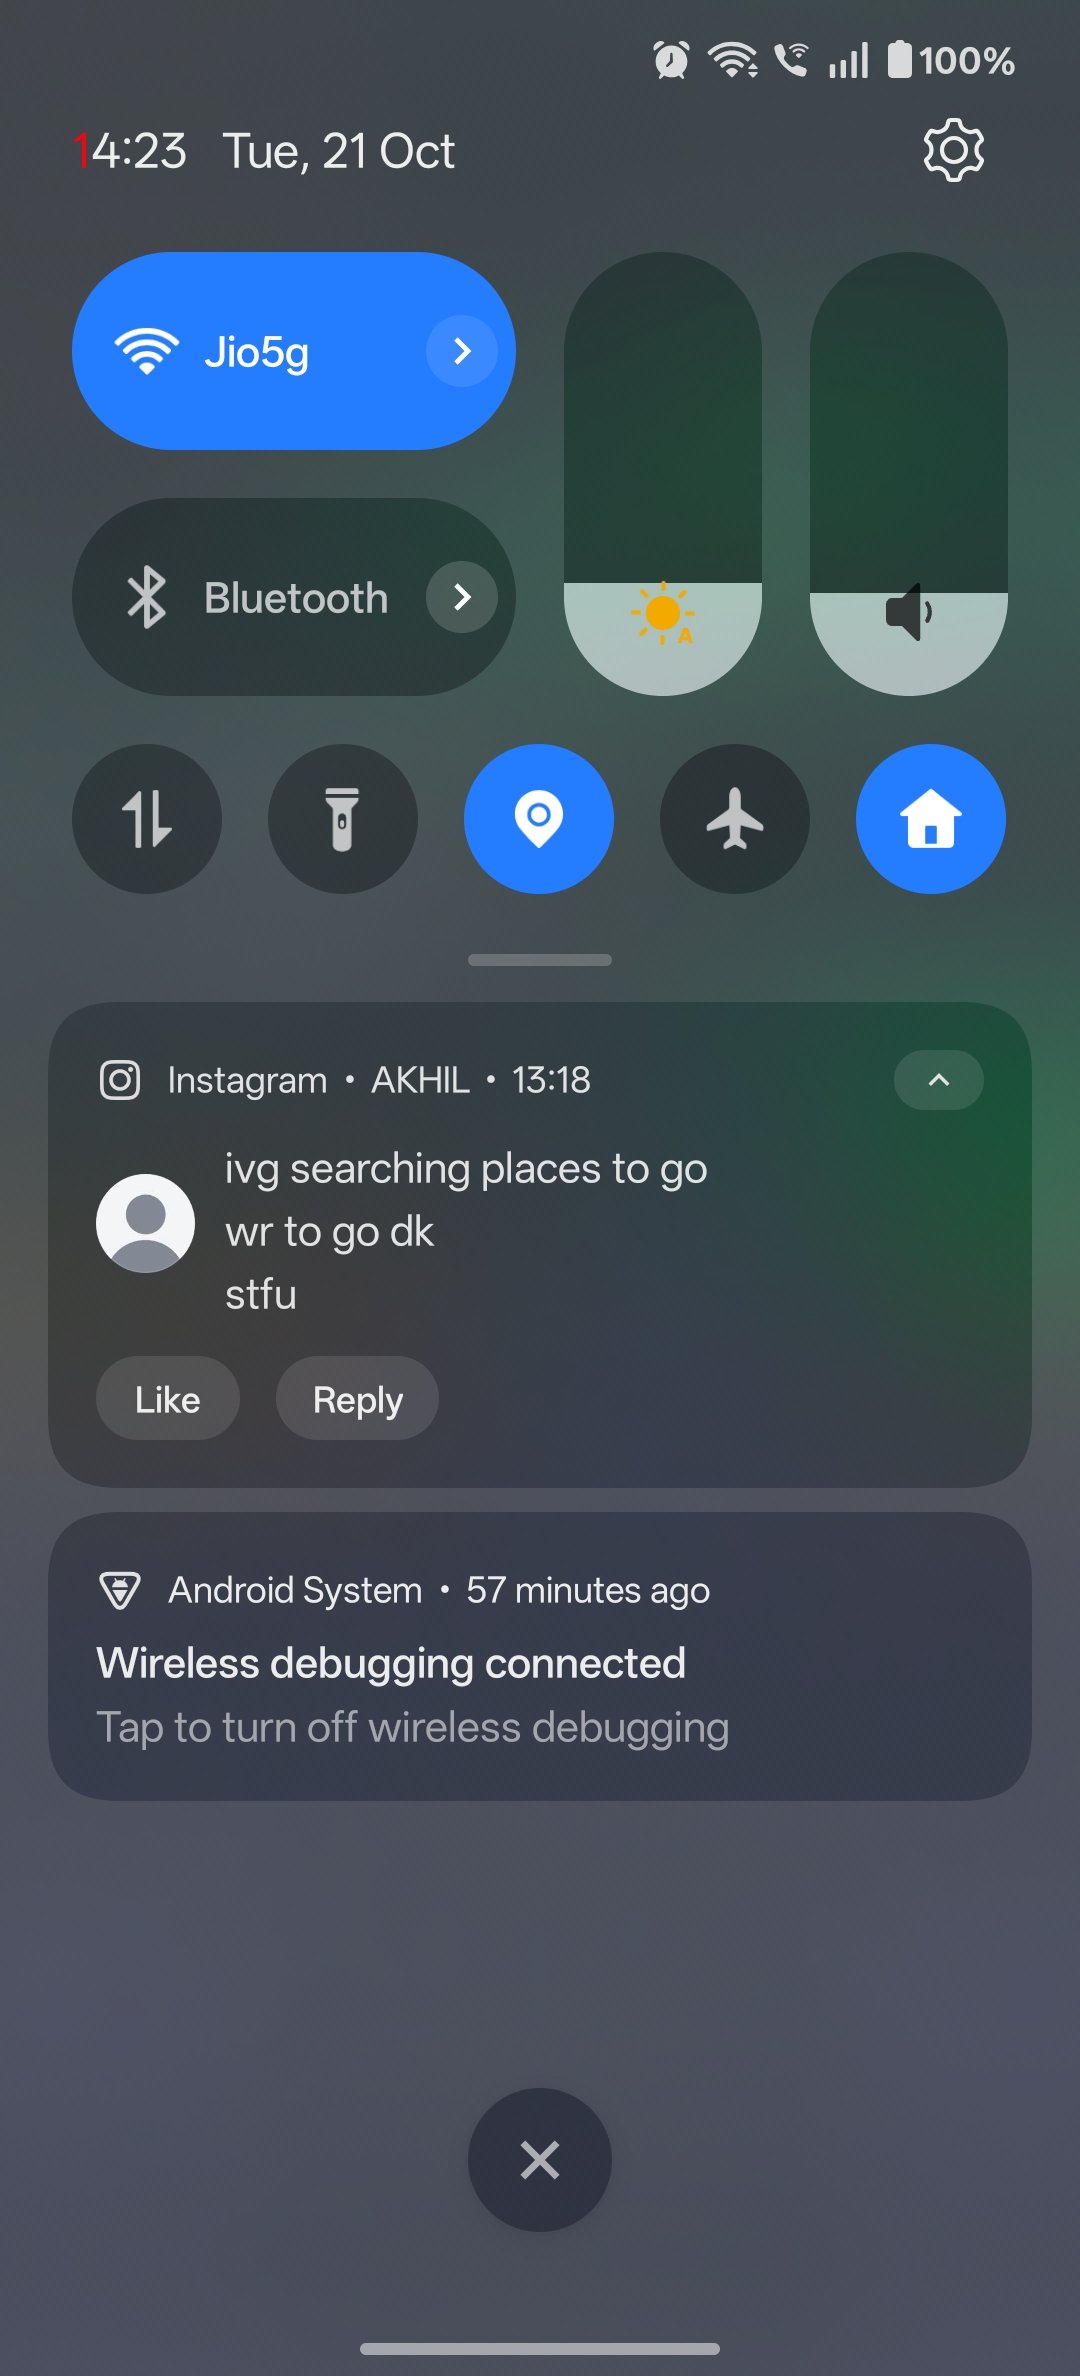 100%
14:23 Tue, 21 Oct
Jio5g
Bluetooth
A
Instagram • AKHIL • 13:18
ivg searching places to go
wr to go dk
stfu
Like Reply
Android System • 57 minutes ago
Wireless debugging connected
Tap to turn off wireless debugging